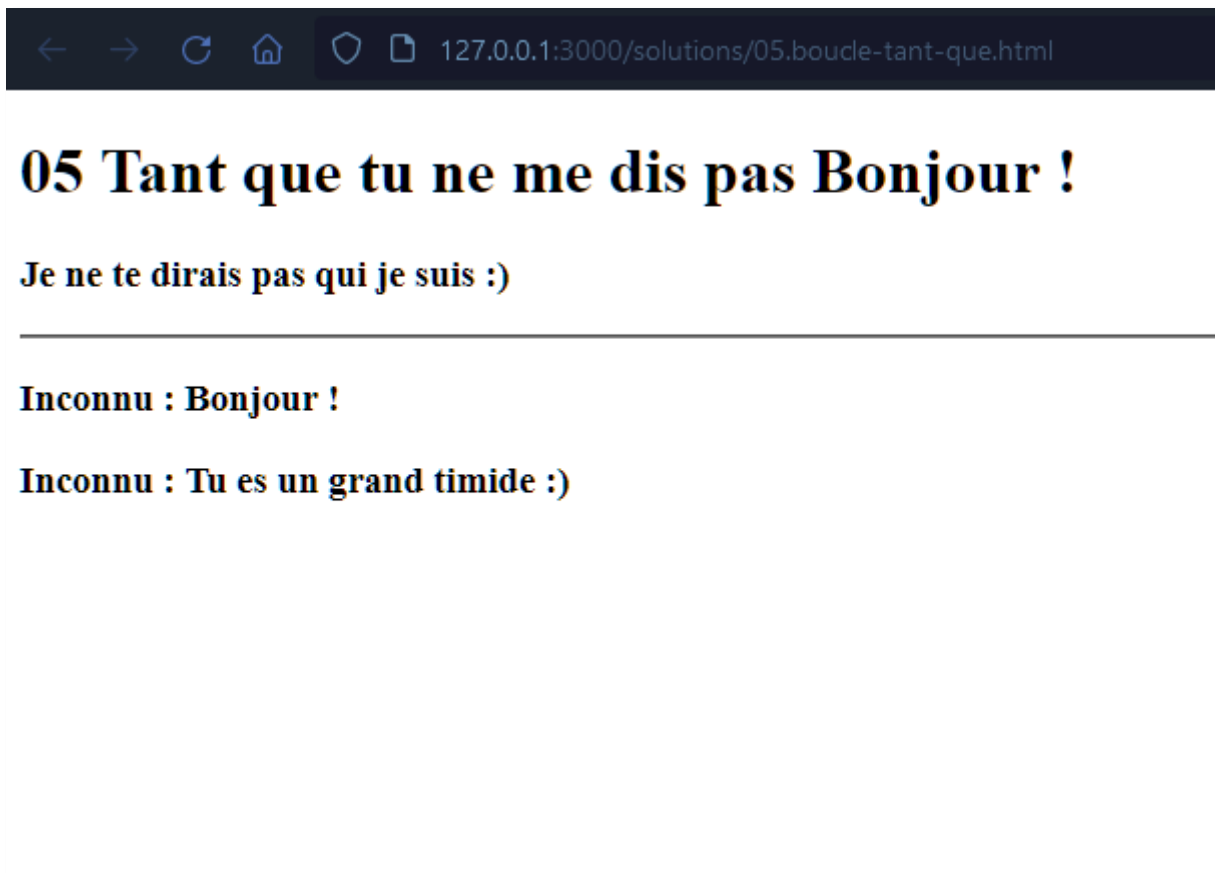 127.0.0.1:3000/solutions/05.boucle-tant-que.html
05 Tant que tu ne me dis pas Bonjour !
Je ne te dirais pas qui je suis :)
Inconnu : Bonjour !
Inconnu : Tu es un grand timide :)